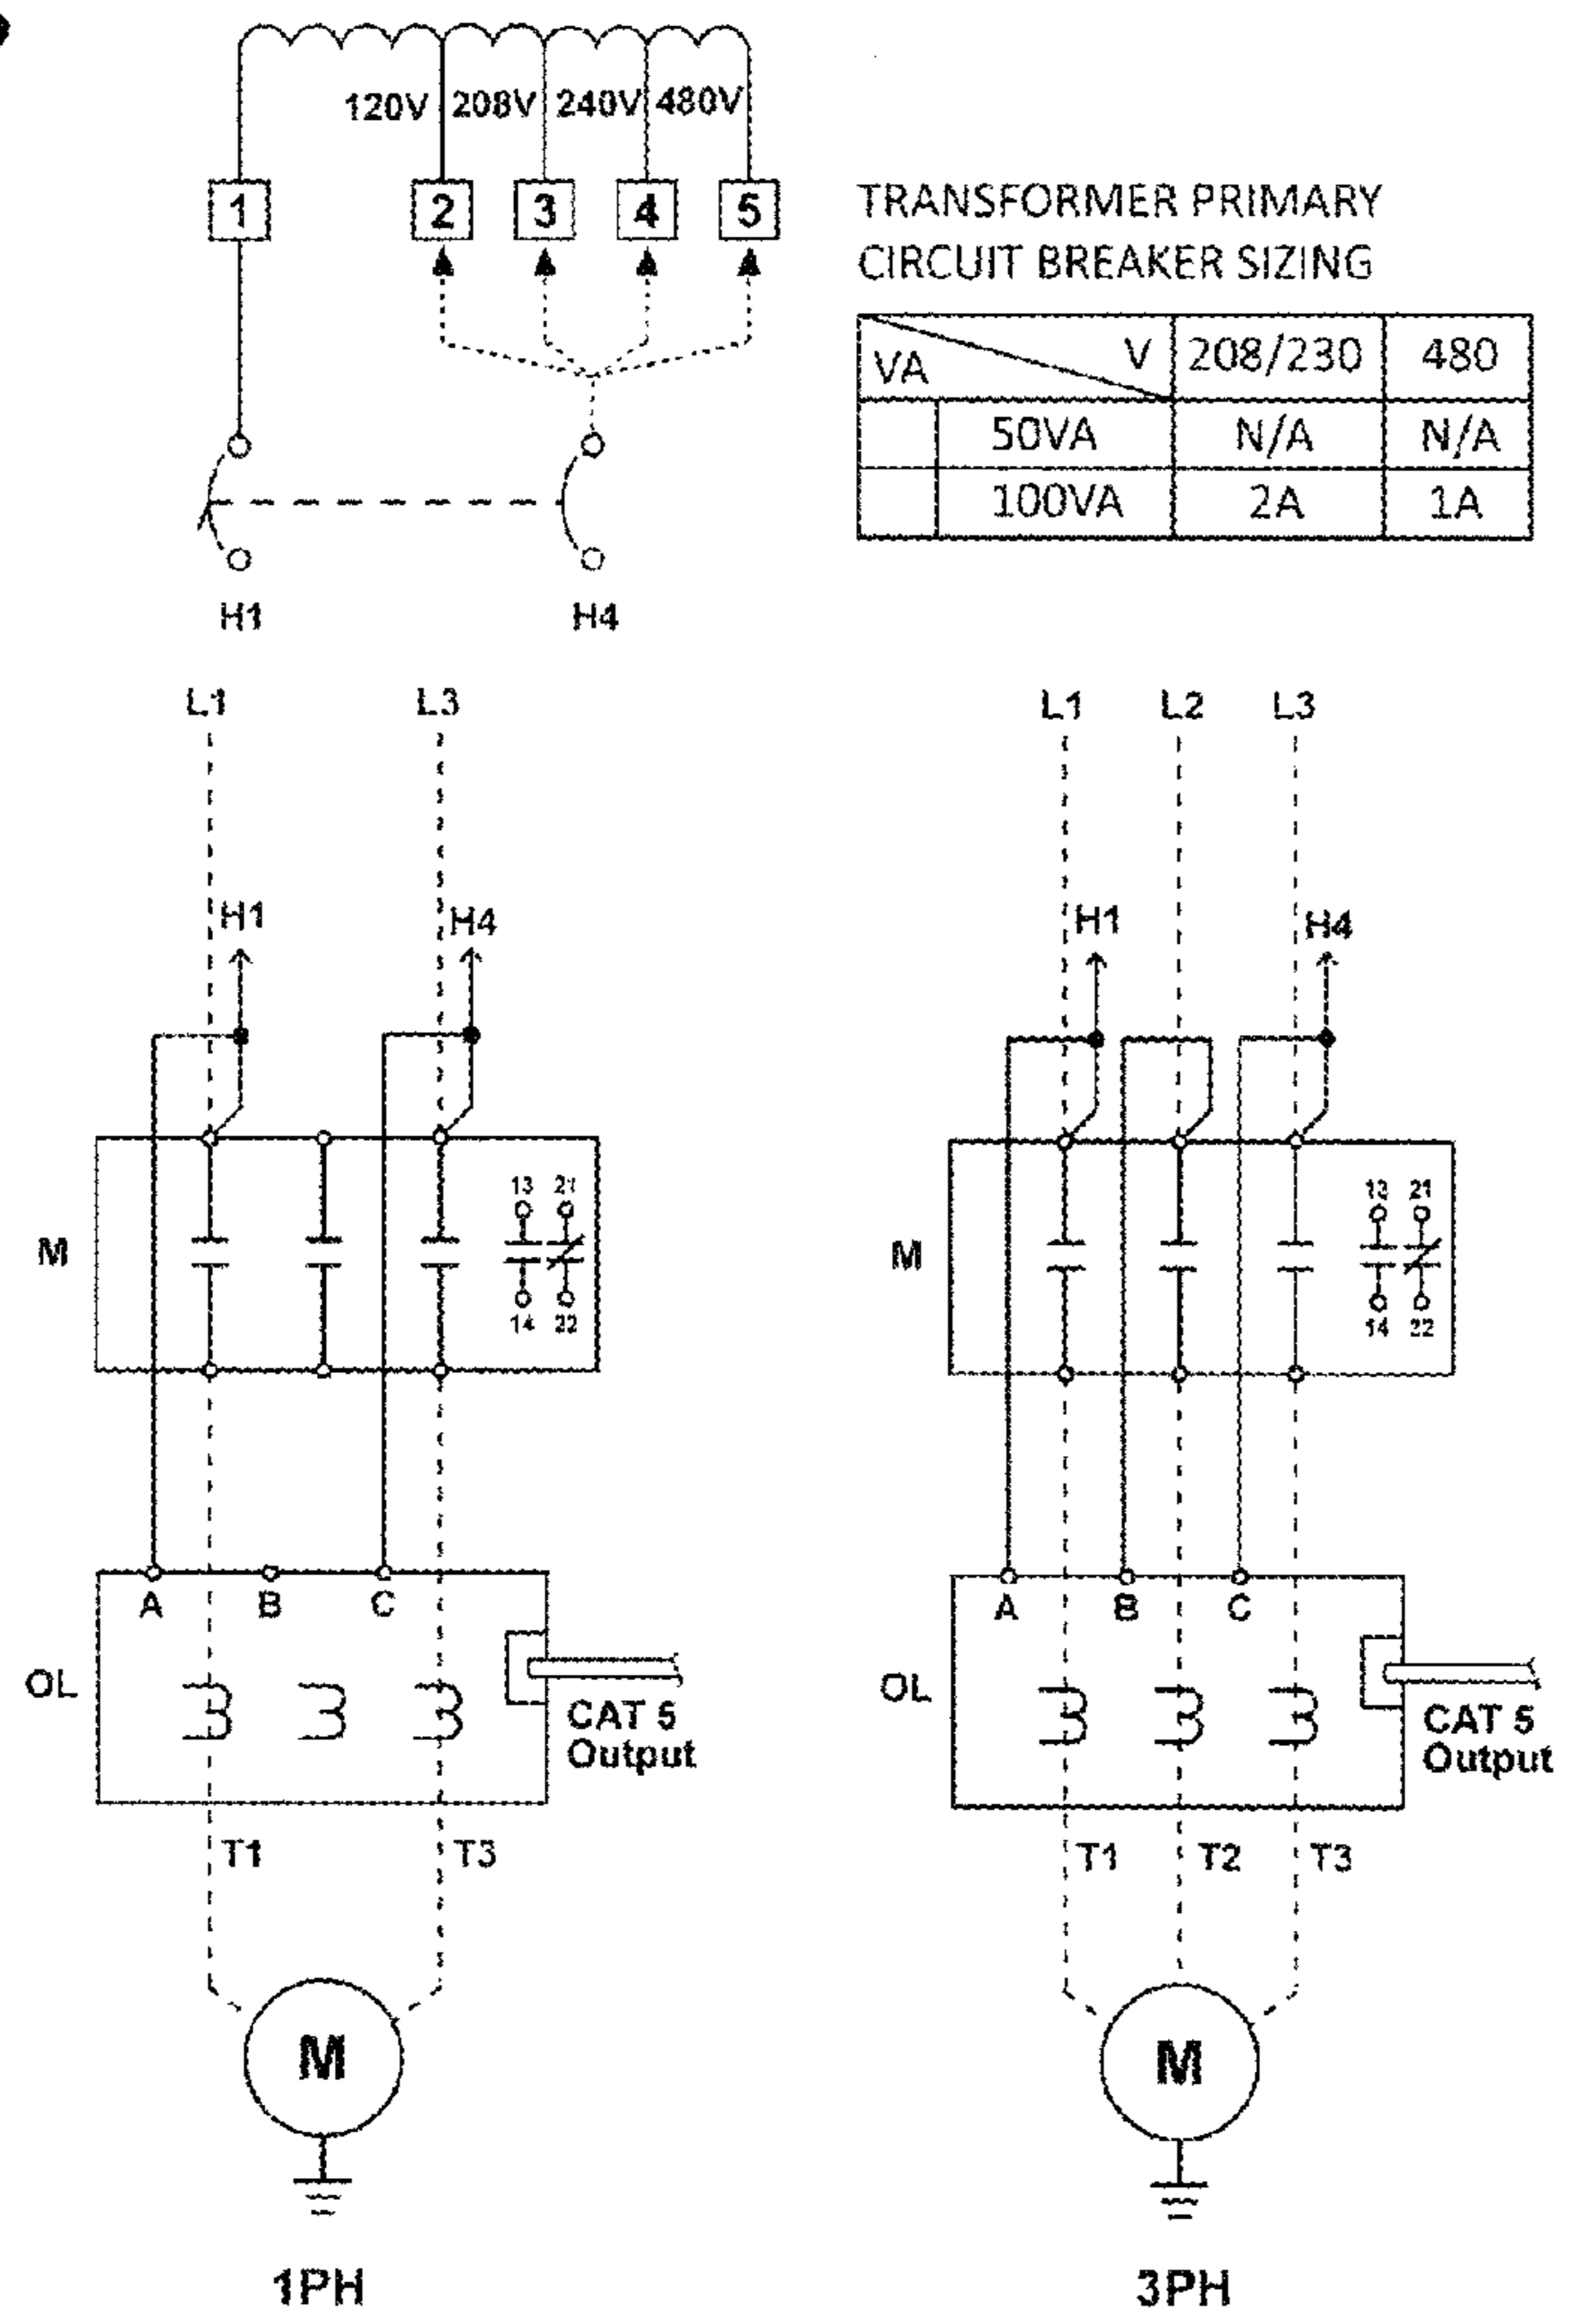 120V 208V 240V 480V
1 2 3 4 5
H1 H4
TRANSFORMER PRIMARY
CIRCUIT BREAKER SIZING
VA V 208/230 480
50VA N/A N/A
100VA 2A 1A
L1 L3
H1 H4
M
13 21
14 22
A B C
OL
CAT 5
Output
T1 T3
M
1PH
L1 L2 L3
H1 H4
M
13 21
14 22
A B C
OL
CAT 5
Output
T1 T2 T3
M
3PH